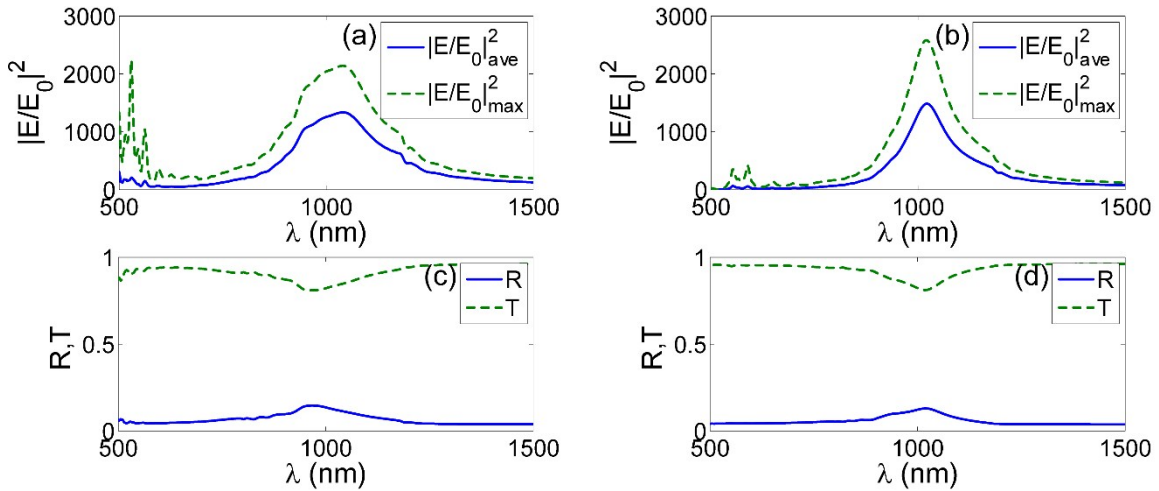 (a)
|E/E₀|²
3000
2000
1000
0
|E/E₀|²ave
|E/E₀|²max
500
1000
1500
λ (nm)
(b)
|E/E₀|²
3000
2000
1000
0
|E/E₀|²ave
|E/E₀|²max
500
1000
1500
λ (nm)
(c)
R,T
1
0.5
0
R
T
500
1000
1500
λ (nm)
(d)
R,T
1
0.5
0
R
T
500
1000
1500
λ (nm)